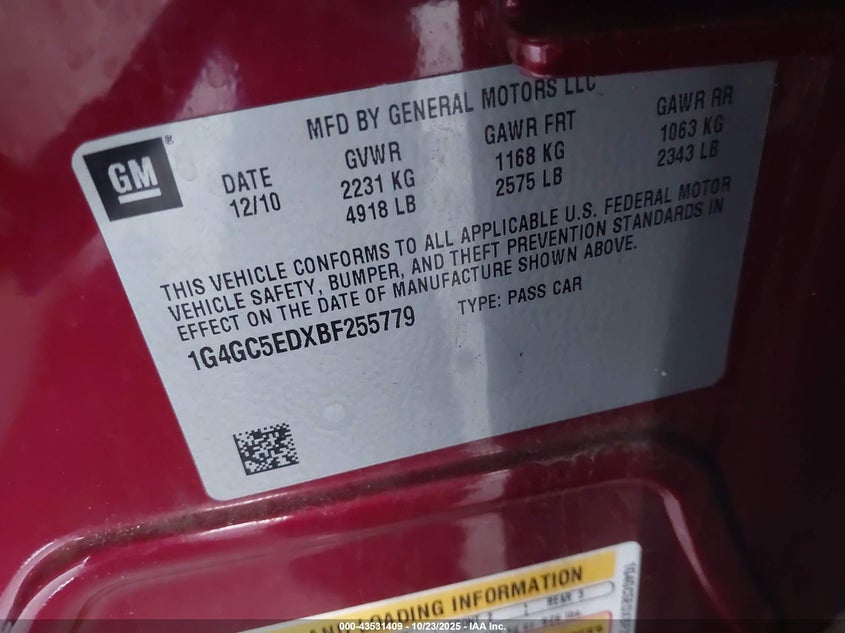 MFD BY GENERAL MOTORS LLC
GM®
DATE GVWR GAWR FRT GAWR RR
12/10 2231 KG 1168 KG 1063 KG
4918 LB 2575 LB 2343 LB
THIS VEHICLE CONFORMS TO ALL APPLICABLE U.S. FEDERAL MOTOR
VEHICLE SAFETY, BUMPER, AND THEFT PREVENTION STANDARDS IN
EFFECT ON THE DATE OF MANUFACTURE SHOWN ABOVE.
1G4GC5EDXBF255779 TYPE: PASS CAR
LOADING INFORMATION
REAR 3
00--43531409 - 10/23/2025 - IAA Inc.